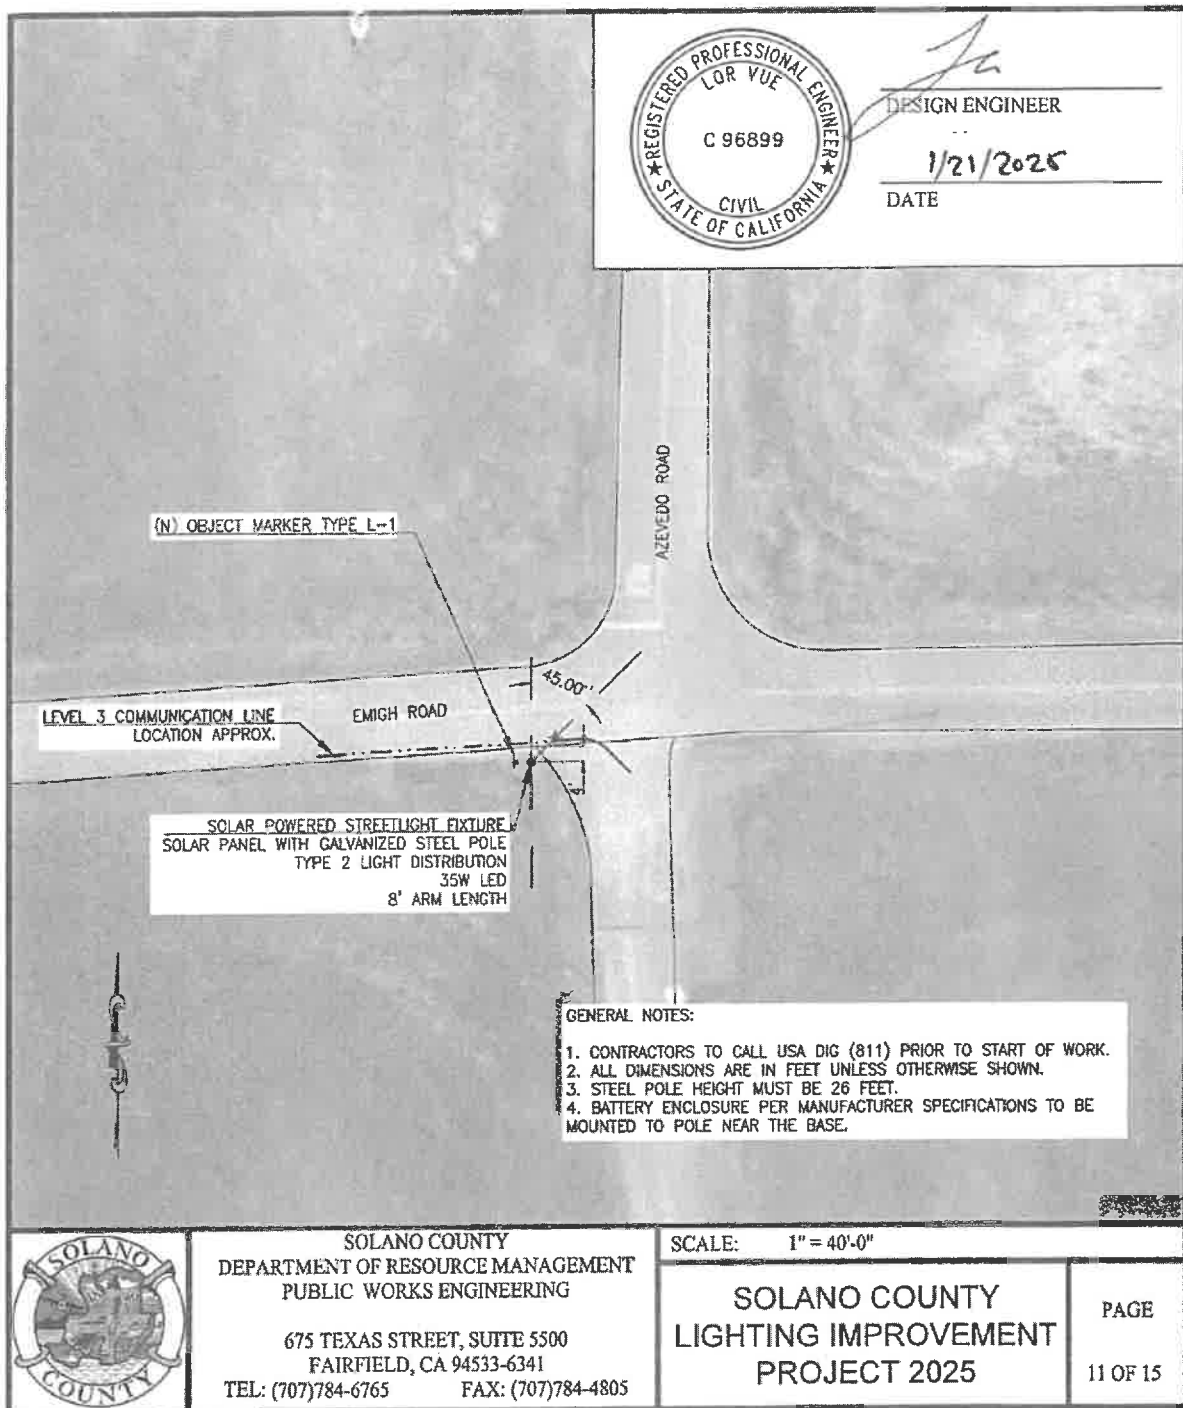 REGISTERED PROFESSIONAL ENGINEER
LOR VUE
C 96899
CIVIL
STATE OF CALIFORNIA
DESIGN ENGINEER
1/21/2025
DATE
AZEVEDO ROAD
(N) OBJECT MARKER TYPE L-1
45.00°
EMIGH ROAD
LEVEL 3 COMMUNICATION LINE
LOCATION APPROX.
4'
SOLAR POWERED STREETLIGHT FIXTURE
SOLAR PANEL WITH GALVANIZED STEEL POLE
TYPE 2 LIGHT DISTRIBUTION
35W LED
8' ARM LENGTH
GENERAL NOTES:
1. CONTRACTORS TO CALL USA DIG (811) PRIOR TO START OF WORK.
2. ALL DIMENSIONS ARE IN FEET UNLESS OTHERWISE SHOWN.
3. STEEL POLE HEIGHT MUST BE 26 FEET.
4. BATTERY ENCLOSURE PER MANUFACTURER SPECIFICATIONS TO BE
MOUNTED TO POLE NEAR THE BASE.
SOLANO
COUNTY
SOLANO COUNTY
DEPARTMENT OF RESOURCE MANAGEMENT
PUBLIC WORKS ENGINEERING
675 TEXAS STREET, SUITE 5500
FAIRFIELD, CA 94533-6341
TEL: (707)784-6765 FAX: (707)784-4805
SCALE: 1" = 40'-0"
SOLANO COUNTY
LIGHTING IMPROVEMENT
PROJECT 2025
PAGE
11 OF 15